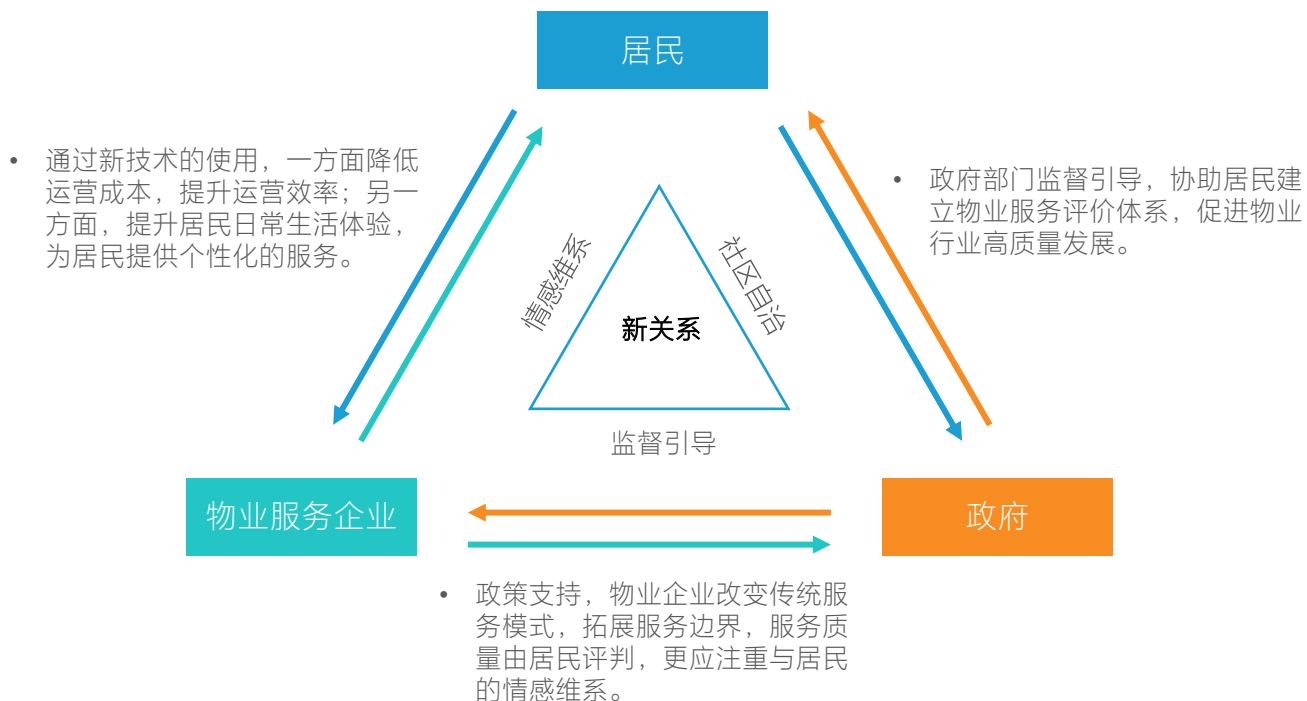 居民
• 通过新技术的使用，一方面降低
运营成本，提升运营效率；另一
方面，提升居民日常生活体验，
为居民提供个性化的服务。
• 政府部门监督引导，协助居民建
立物业服务评价体系，促进物业
行业高质量发展。
情感维系
社区自治
新关系
监督引导
物业服务企业
政府
• 政策支持，物业企业改变传统服
务模式，拓展服务边界，服务质
量由居民评判，更应注重与居民
的情感维系。